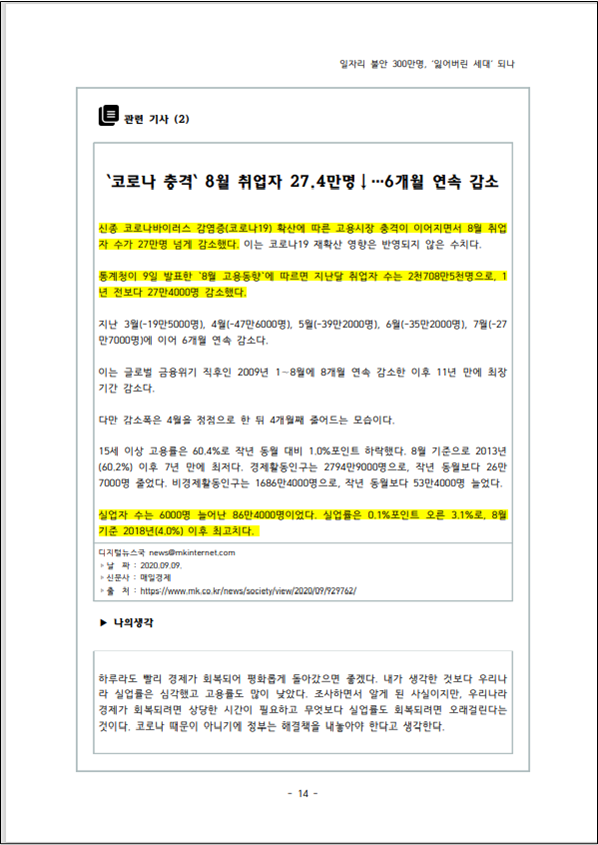 일자리 불안 300만명, '잃어버린 세대' 되나
관련 기사 (2)
`코로나 충격` 8월 취업자 27.4만명↓…6개월 연속 감소
신종 코로나바이러스 감염증(코로나19) 확산에 따른 고용시장 충격이 이어지면서 8월 취업
자 수가 27만명 넘게 감소했다. 이는 코로나19 재확산 영향은 반영되지 않은 수치다.
통계청이 9일 발표한 `8월 고용동향`에 따르면 지난달 취업자 수는 2천708만5천명으로, 1
년 전보다 27만4000명 감소했다.
지난 3월(-19만5000명), 4월(-47만6000명), 5월(-39만2000명), 6월(-35만2000명), 7월(-27
만7000명)에 이어 6개월 연속 감소다.
이는 글로벌 금융위기 직후인 2009년 1∼8월에 8개월 연속 감소한 이후 11년 만에 최장
기간 감소다.
다만 감소폭은 4월을 정점으로 한 뒤 4개월째 줄어드는 모습이다.
15세 이상 고용률은 60.4%로 작년 동월 대비 1.0%포인트 하락했다. 8월 기준으로 2013년
(60.2%) 이후 7년 만에 최저다. 경제활동인구는 2794만9000명으로, 작년 동월보다 26만
7000명 줄었다. 비경제활동인구는 1686만4000명으로, 작년 동월보다 53만4000명 늘었다.
실업자 수는 6000명 늘어난 86만4000명이었다. 실업률은 0.1%포인트 오른 3.1%로, 8월
기준 2018년(4.0%) 이후 최고치다.
디지털뉴스국 news@mkinternet.com
▹날 짜 : 2020.09.09.
▹신문사 : 매일경제
▹출 처 : https://www.mk.co.kr/news/society/view/2020/09/929762/
▶ 나의생각
하루라도 빨리 경제가 회복되어 평화롭게 돌아갔으면 좋겠다. 내가 생각한 것보다 우리나
라 실업률은 심각했고 고용률도 많이 낮았다. 조사하면서 알게 된 사실이지만, 우리나라
경제가 회복되려면 상당한 시간이 필요하고 무엇보다 실업률도 회복되려면 오래걸린다는
것이다. 코로나 때문이 아니기에 정부는 해결책을 내놓아야 한다고 생각한다.
- 14 -